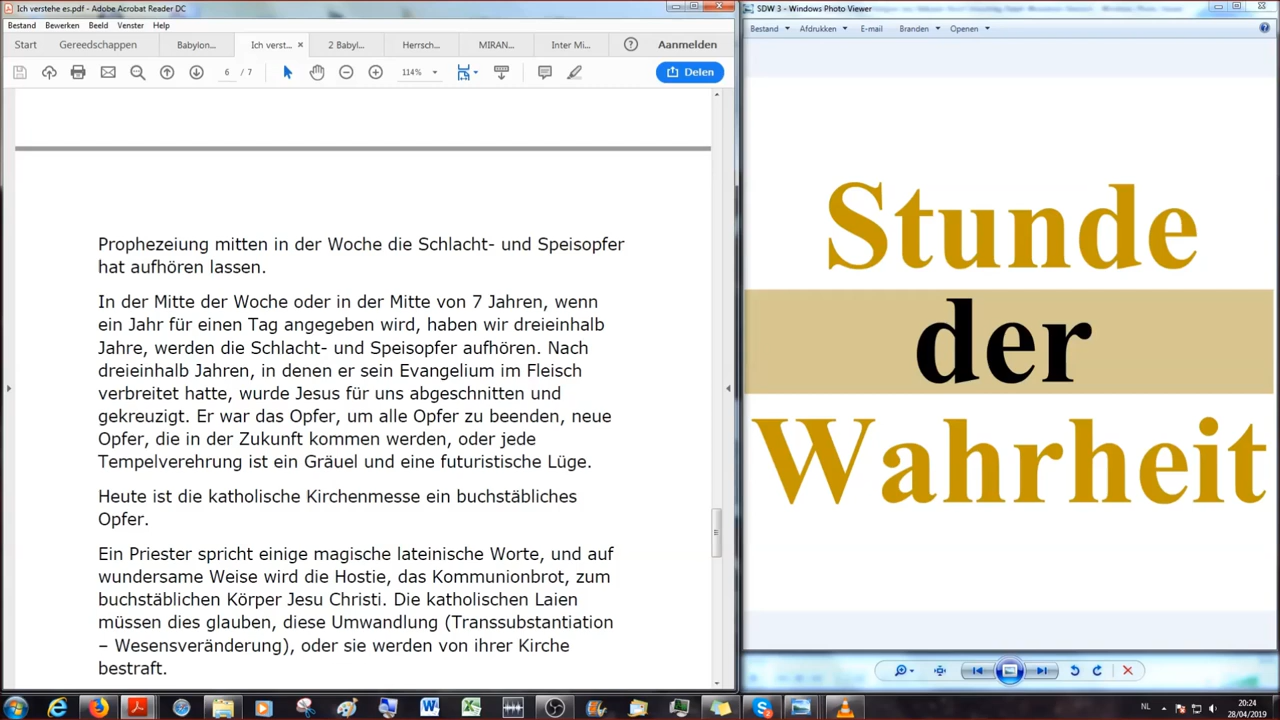 Ich verstehe es.pdf - Adobe Acrobat Reader DC
Bestand Bewerken Beeld Venster Help
Start Gereedschappen Babylon... Ich verst... × 2 Babyl... Herrsch... MIRAN... Inter Mi... Aanmelden
6 / 7 114% Delen
Prophezeiung mitten in der Woche die Schlacht- und Speisopfer
hat aufhören lassen.
In der Mitte der Woche oder in der Mitte von 7 Jahren, wenn
ein Jahr für einen Tag angegeben wird, haben wir dreieinhalb
Jahre, werden die Schlacht- und Speisopfer aufhören. Nach
dreieinhalb Jahren, in denen er sein Evangelium im Fleisch
verbreitet hatte, wurde Jesus für uns abgeschnitten und
gekreuzigt. Er war das Opfer, um alle Opfer zu beenden, neue
Opfer, die in der Zukunft kommen werden, oder jede
Tempelverehrung ist ein Gräuel und eine futuristische Lüge.
Heute ist die katholische Kirchenmesse ein buchstäbliches
Opfer.
Ein Priester spricht einige magische lateinische Worte, und auf
wundersame Weise wird die Hostie, das Kommunionbrot, zum
buchstäblichen Körper Jesu Christi. Die katholischen Laien
müssen dies glauben, diese Umwandlung (Transsubstantiation
– Wesensveränderung), oder sie werden von ihrer Kirche
bestraft.
SDW 3 - Windows Photo Viewer
Bestand Afdrukken E-mail Branden Openen
Stunde
der
Wahrheit
NL 20:24
28/04/2019